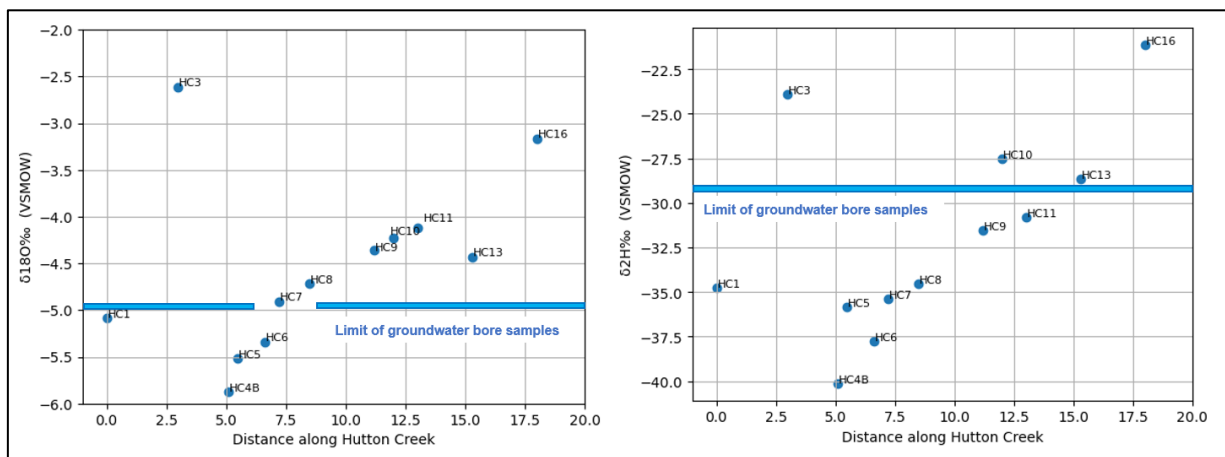 −2.0
−2.5
−3.0
−3.5
−4.0
−4.5
−5.0
−5.5
−6.0
δ18O‰ (VSMOW)
HC3
HC16
HC11
HC10
HC9
HC13
HC8
HC7
HC1
Limit of groundwater bore samples
HC6
HC5
HC4B
0.0 2.5 5.0 7.5 10.0 12.5 15.0 17.5 20.0
Distance along Hutton Creek
−22.5
−25.0
−27.5
−30.0
−32.5
−35.0
−37.5
−40.0
δ2H‰ (VSMOW)
HC16
HC3
HC10
HC13
Limit of groundwater bore samples
HC11
HC9
HC8
HC1
HC7
HC5
HC6
HC4B
0.0 2.5 5.0 7.5 10.0 12.5 15.0 17.5 20.0
Distance along Hutton Creek